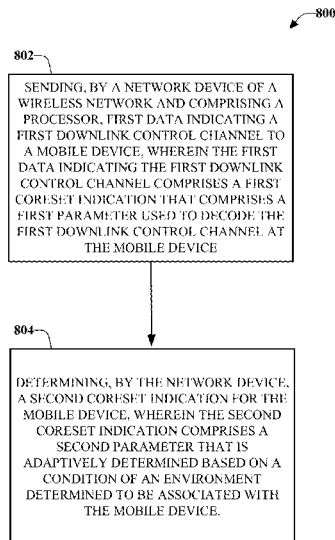 800
802
SENDING, BY A NETWORK DEVICE OF A
WIRELESS NETWORK AND COMPRISING A
PROCESSOR, FIRST DATA INDICATING A
FIRST DOWNLINK CONTROL CHANNEL TO
A MOBILE DEVICE, WHEREIN THE FIRST
DATA INDICATING THE FIRST DOWNLINK
CONTROL CHANNEL COMPRISES A FIRST
CORESET INDICATION THAT COMPRISES A
FIRST PARAMETER USED TO DECODE THE
FIRST DOWNLINK CONTROL CHANNEL AT
THE MOBILE DEVICE
804
DETERMINING, BY THE NETWORK DEVICE,
A SECOND CORESET INDICATION FOR THE
MOBILE DEVICE, WHEREIN THE SECOND
CORESET INDICATION COMPRISES A
SECOND PARAMETER THAT IS
ADAPTIVELY DETERMINED BASED ON A
CONDITION OF AN ENVIRONMENT
DETERMINED TO BE ASSOCIATED WITH
THE MOBILE DEVICE.